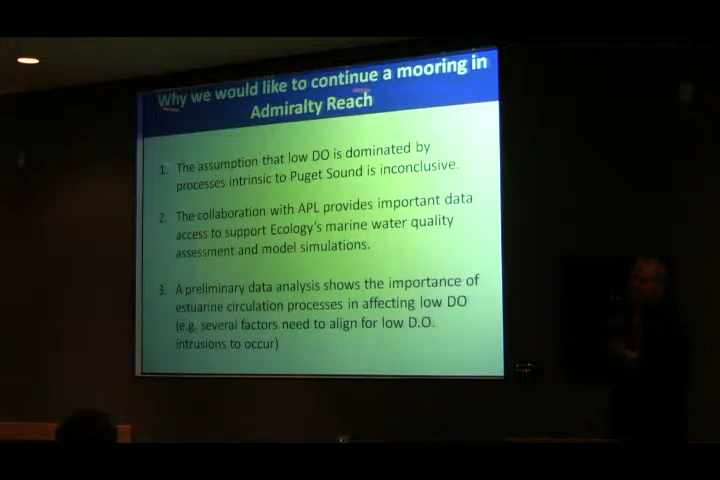 Why we would like to continue a mooring in
Admiralty Reach
1. The assumption that low DO is dominated by
processes intrinsic to Puget Sound is inconclusive.
2. The collaboration with APL provides important data
access to support Ecology's marine water quality
assessment and model simulations.
3. A preliminary data analysis shows the importance of
estuarine circulation processes in affecting low DO
(e.g. several factors need to align for low D.O.
intrusions to occur)